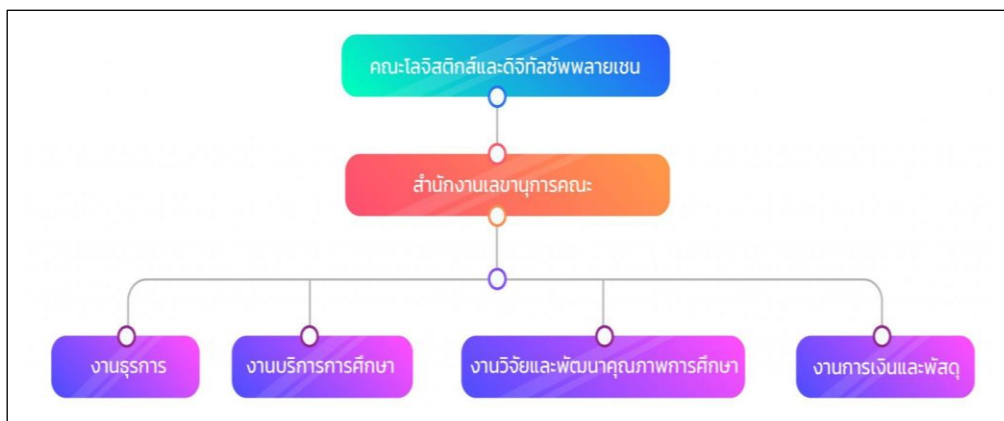 คณะโลจิสติกส์และดิจิทัลซัพพลายเชน
สำนักงานเลขานุการคณะ
งานธุรการ
งานบริการการศึกษา
งานวิจัยและพัฒนาคุณภาพการศึกษา
งานการเงินและพัสดุ